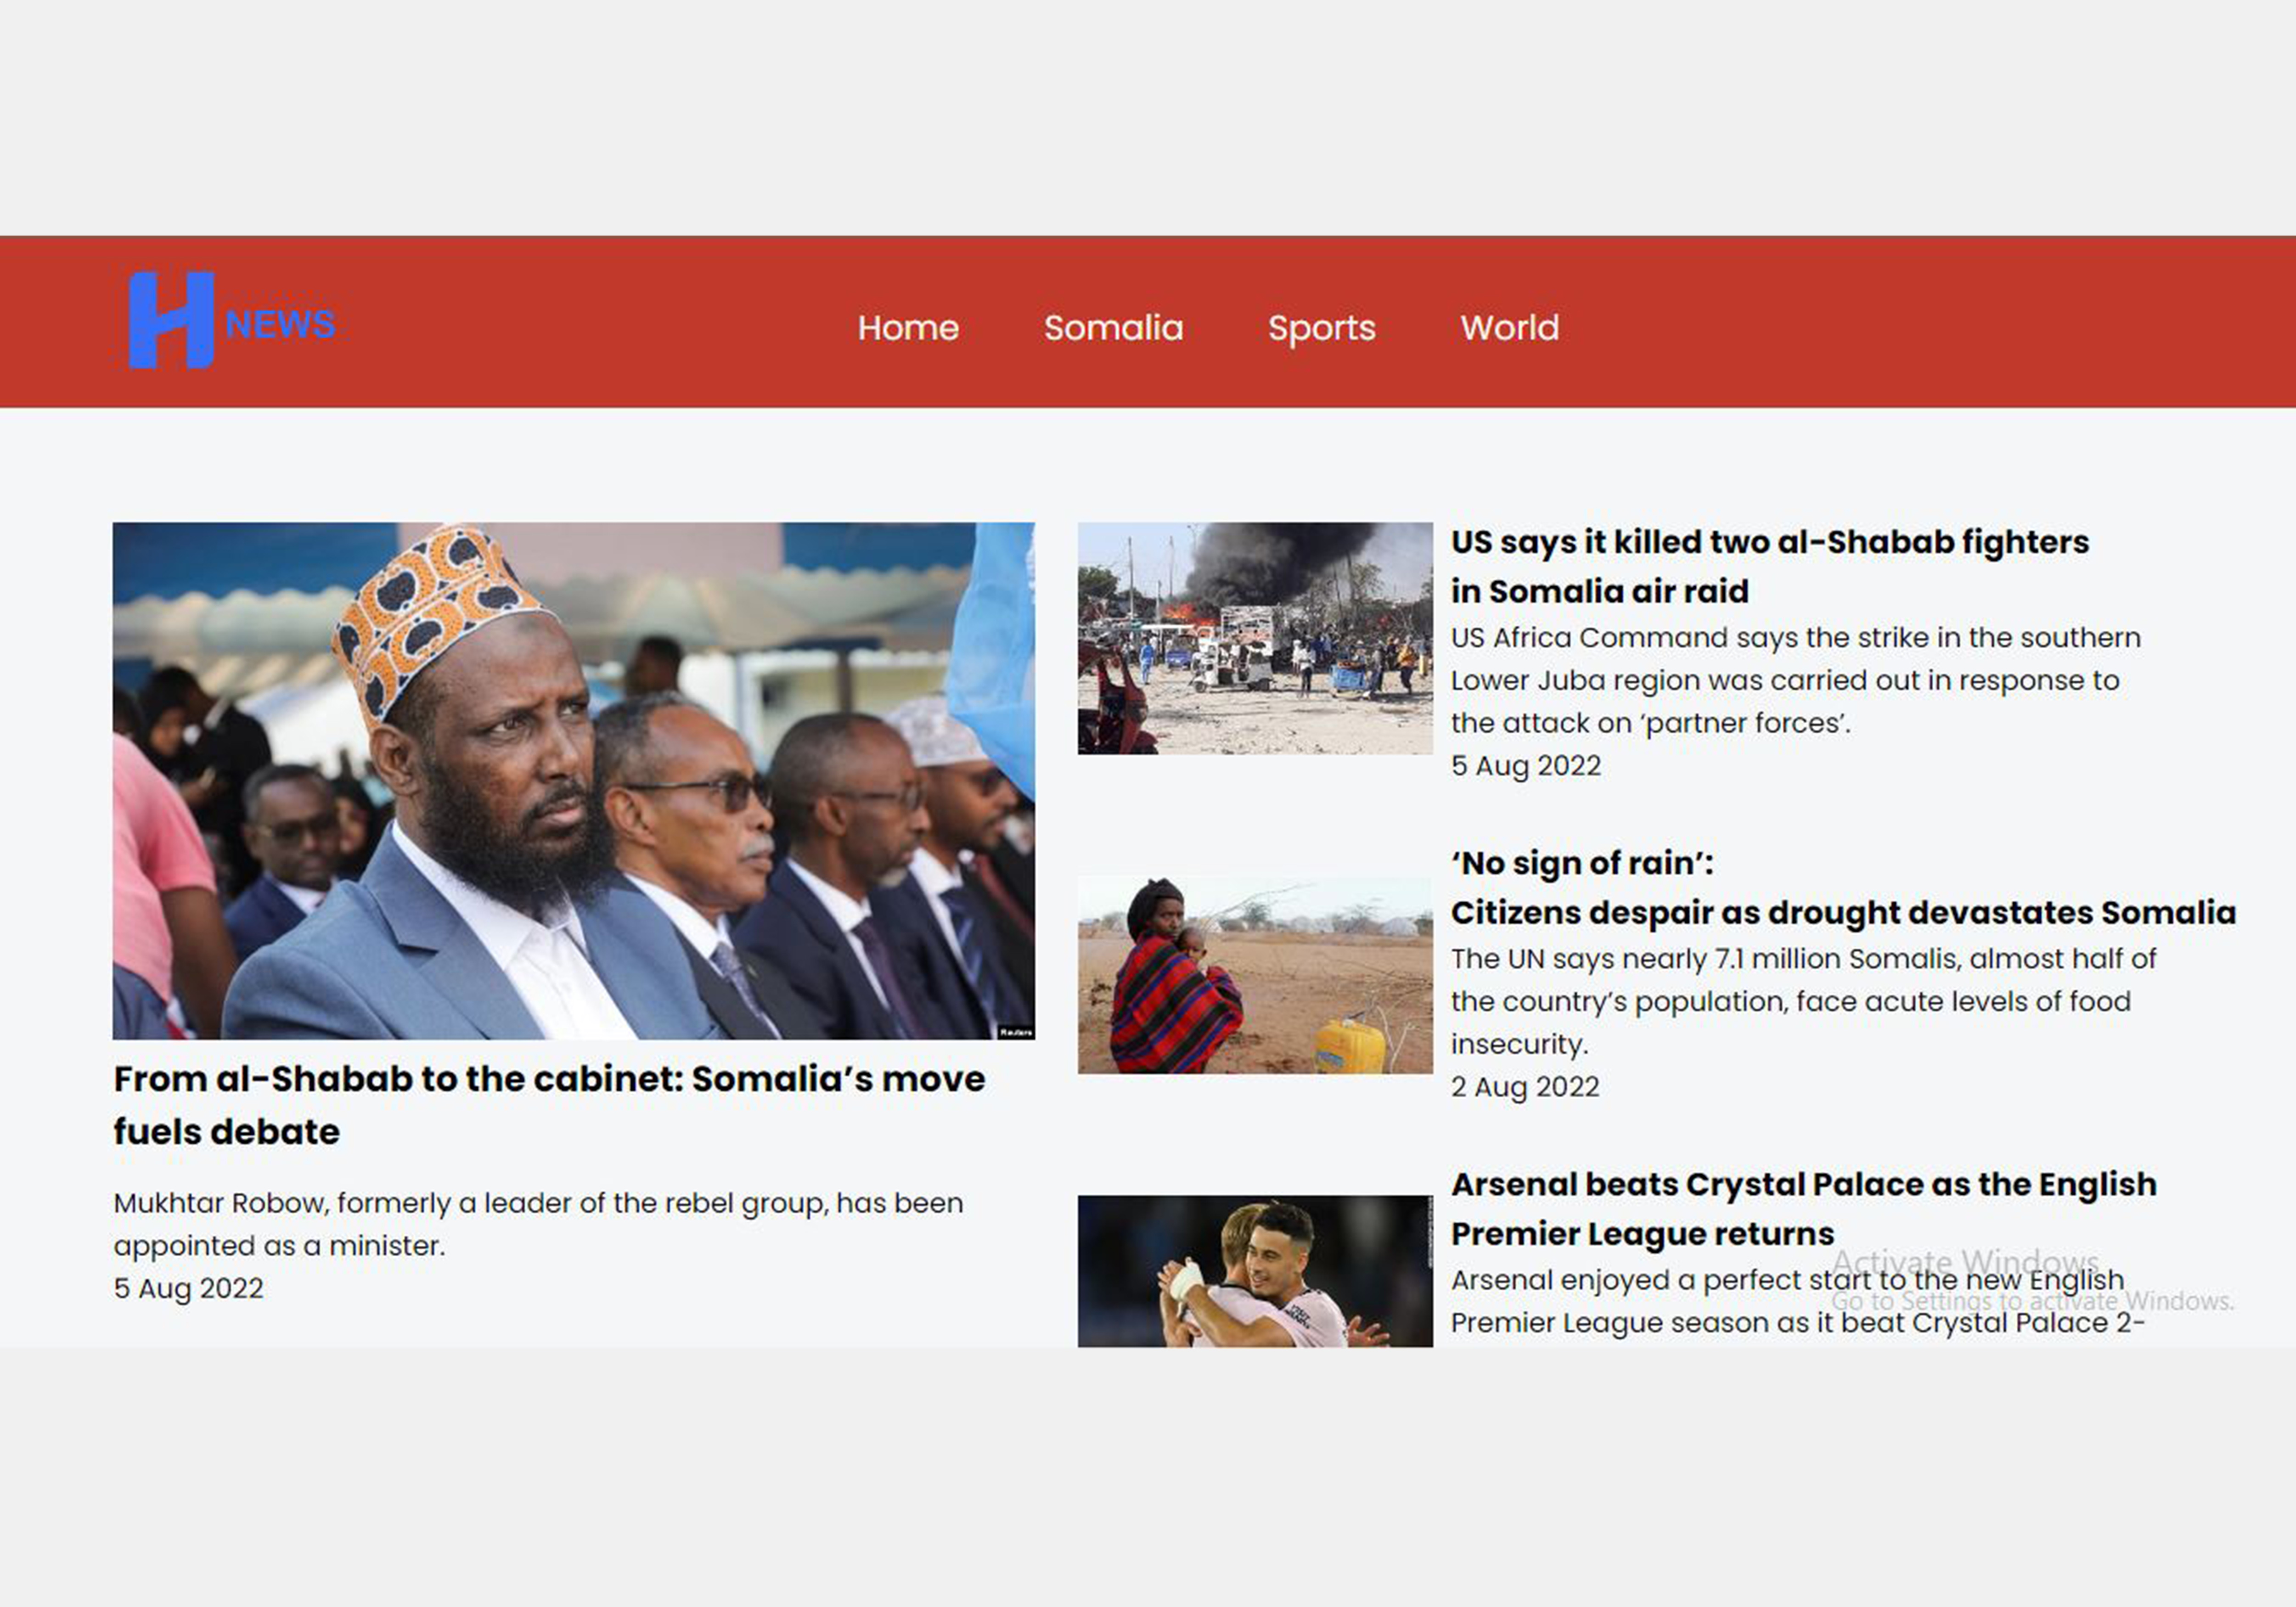 H NEWS
Home Somalia Sports World
Reuters
From al-Shabab to the cabinet: Somalia’s move
fuels debate
Mukhtar Robow, formerly a leader of the rebel group, has been
appointed as a minister.
5 Aug 2022
US says it killed two al-Shabab fighters
in Somalia air raid
US Africa Command says the strike in the southern
Lower Juba region was carried out in response to
the attack on ‘partner forces’.
5 Aug 2022
‘No sign of rain’:
Citizens despair as drought devastates Somalia
The UN says nearly 7.1 million Somalis, almost half of
the country’s population, face acute levels of food
insecurity.
2 Aug 2022
Arsenal beats Crystal Palace as the English
Premier League returns
Arsenal enjoyed a perfect start to the new English
Premier League season as it beat Crystal Palace 2-
Activate Windows
Go to Settings to activate Windows.